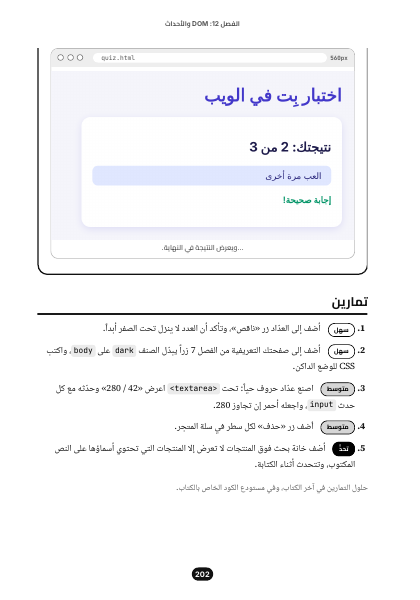 الفصل 12: DOM والأحداث
quiz.html
560px
اختبار بِت في الويب
نتيجتك: 2 من 3
العب مرة أخرى
إجابة صحيحة!
...ويعرض النتيجة في النهاية.
تمارين
1. سهل أضف إلى العدّاد زر «ناقص»، وتأكد أن العدد لا ينزل تحت الصفر أبداً.
2. سهل أضف إلى صفحتك التعريفية من الفصل 7 زراً يبدّل الصنف dark على body، واكتب
CSS للوضع الداكن.
3. متوسط اصنع عدّاد حروف حياً: تحت <textarea> اعرض «42 / 280» وحدّثه مع كل
حدث input، واجعله أحمر إن تجاوز 280.
4. متوسط أضف زر «حذف» لكل سطر في سلة المتجر.
5. تحدٍّ أضف خانة بحث فوق المنتجات لا تعرض إلا المنتجات التي تحتوي أسماؤها على النص
المكتوب، وتتحدث أثناء الكتابة.
حلول التمارين في آخر الكتاب، وفي مستودع الكود الخاص بالكتاب.
202